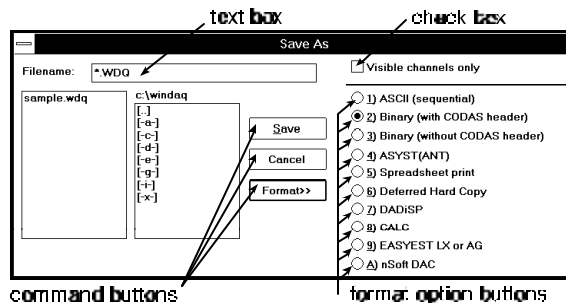 text box
check box
Save As
Filename: *.WDQ
Visible channels only
sample.wdq
c:\windaq
[..]
[-a-]
[-c-]
[-d-]
[-e-]
[-g-]
[-i-]
[-x-]
Save
Cancel
Format>>
1) ASCII (sequential)
2) Binary (with CODAS header)
3) Binary (without CODAS header)
4) ASYST(ANT)
5) Spreadsheet print
6) Deferred Hard Copy
7) DADiSP
8) CALC
9) EASYEST LX or AG
A) nSoft DAC
command buttons
format option buttons